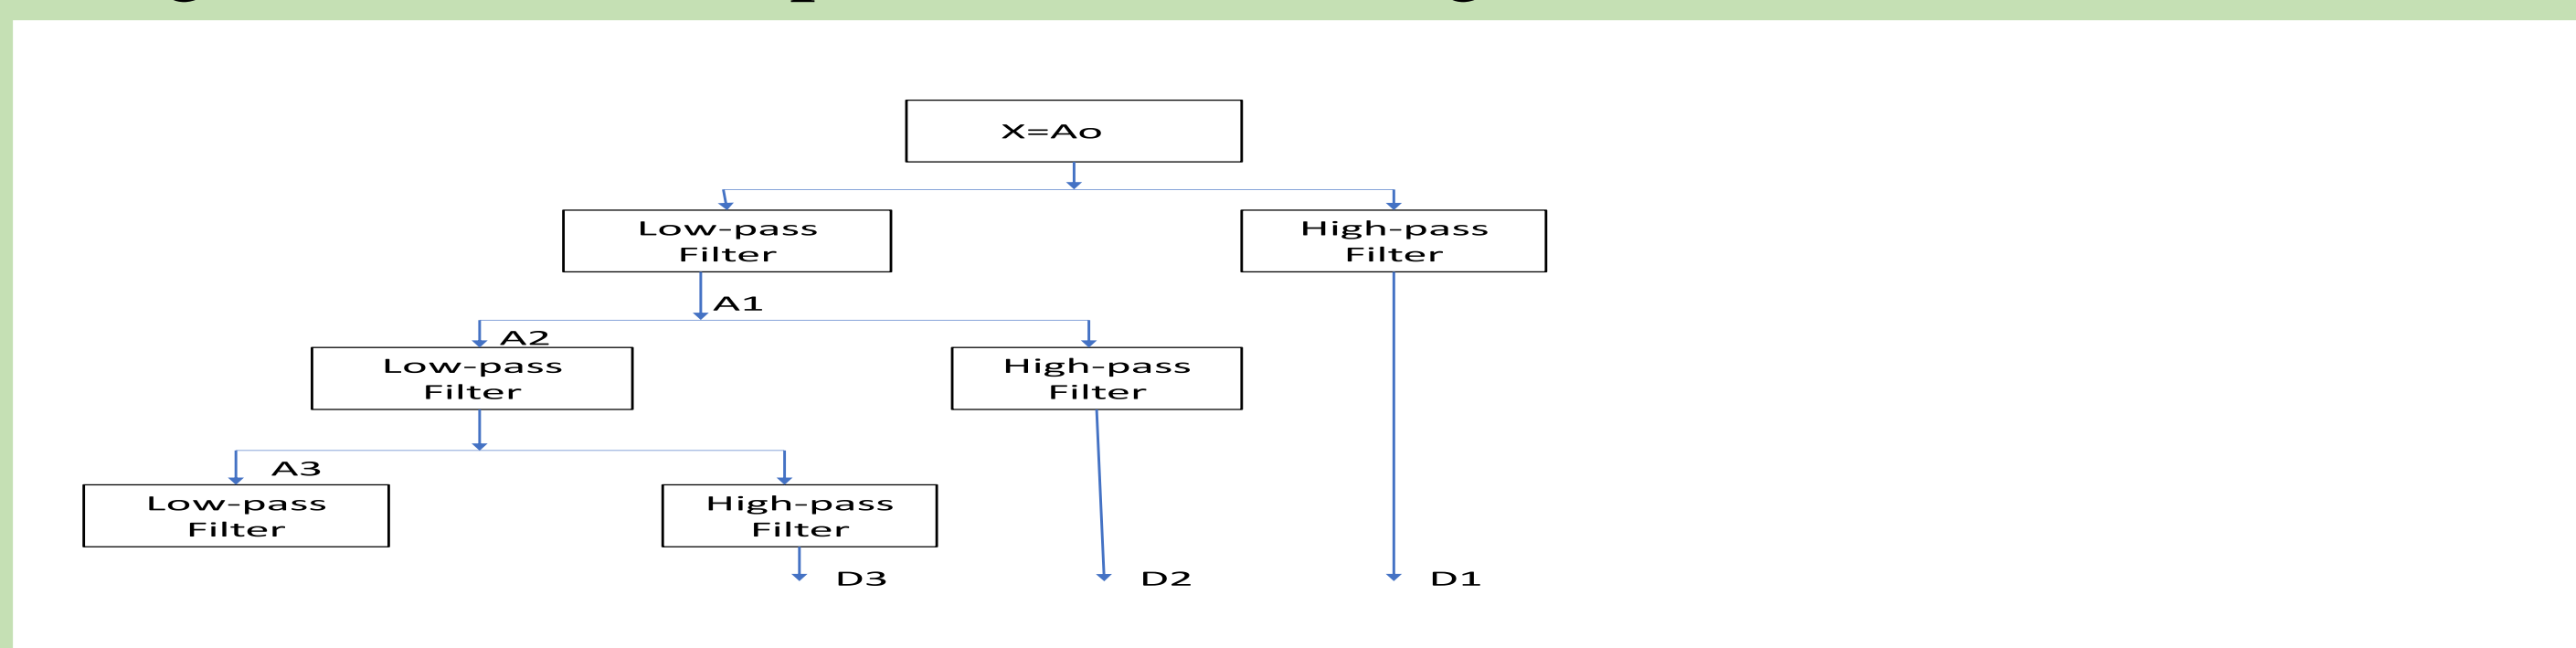 X=Ao
Low-pass
Filter
High-pass
Filter
A1
A2
Low-pass
Filter
High-pass
Filter
A3
Low-pass
Filter
High-pass
Filter
D3
D2
D1